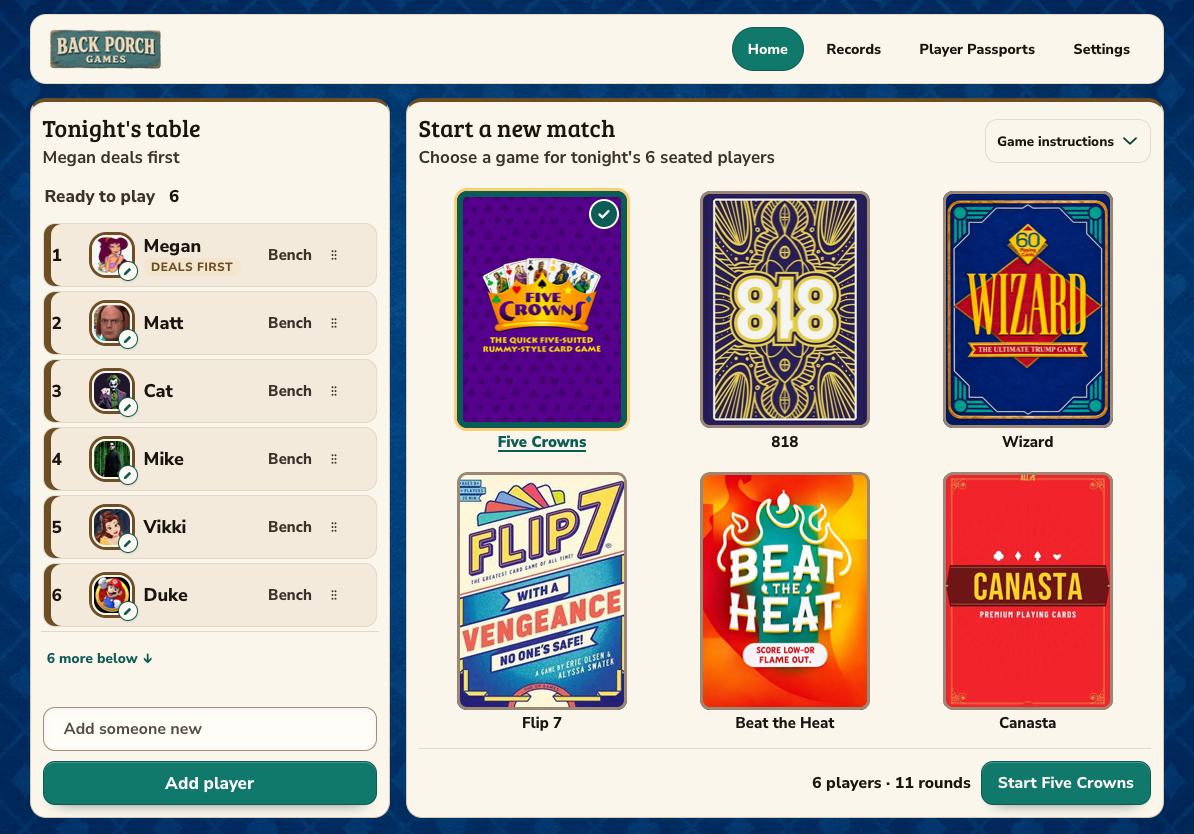 BACK PORCH
GAMES
Home
Records
Player Passports
Settings
Tonight's table
Megan deals first
Ready to play 6
1
Megan
DEALS FIRST
Bench
2
Matt
Bench
3
Cat
Bench
4
Mike
Bench
5
Vikki
Bench
6
Duke
Bench
6 more below ↓
Add someone new
Add player
Start a new match
Choose a game for tonight's 6 seated players
Game instructions
FIVE
CROWNS
THE QUICK FIVE-SUITED
RUMMY-STYLE CARD GAME
Five Crowns
818
818
60
Playing
Cards
WIZARD
THE ULTIMATE TRUMP GAME
Wizard
FLIP 7
THE GREATEST CARD GAME OF ALL TIME!
WITH A
VENGEANCE
NO ONE'S SAFE!
A GAME BY ERIC OLSEN &
ALYSSA SWATEK
Flip 7
BEAT
THE
HEAT
SCORE LOW-OR
FLAME OUT.
Beat the Heat
CANASTA
PREMIUM PLAYING CARDS
Canasta
6 players · 11 rounds
Start Five Crowns